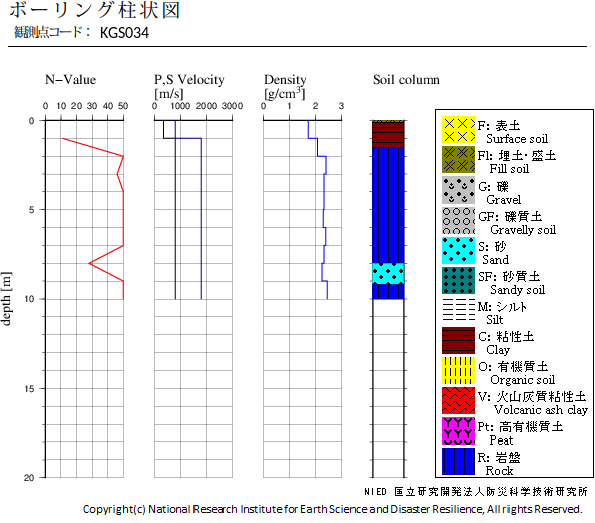 ボーリング柱状図
観測点コード： KGS034
N−Value
P,S Velocity
[m/s]
Density
[g/cm3]
Soil column
0 10 20 30 40 50
0 1000 2000 3000
0 1 2 3
0
5
10
15
20
depth [m]
F: 表土
Surface soil
Fl: 埋土・盛土
Fill soil
G: 礫
Gravel
GF: 礫質土
Gravelly soil
S: 砂
Sand
SF: 砂質土
Sandy soil
M: シルト
Silt
C: 粘性土
Clay
O: 有機質土
Organic soil
V: 火山灰質粘性土
Volcanic ash clay
Pt: 高有機質土
Peat
R: 岩盤
Rock
NIED 国立研究開発法人防災科学技術研究所
Copyright(c) National Research Institute for Earth Science and Disaster Resilience, All rights Reserved.